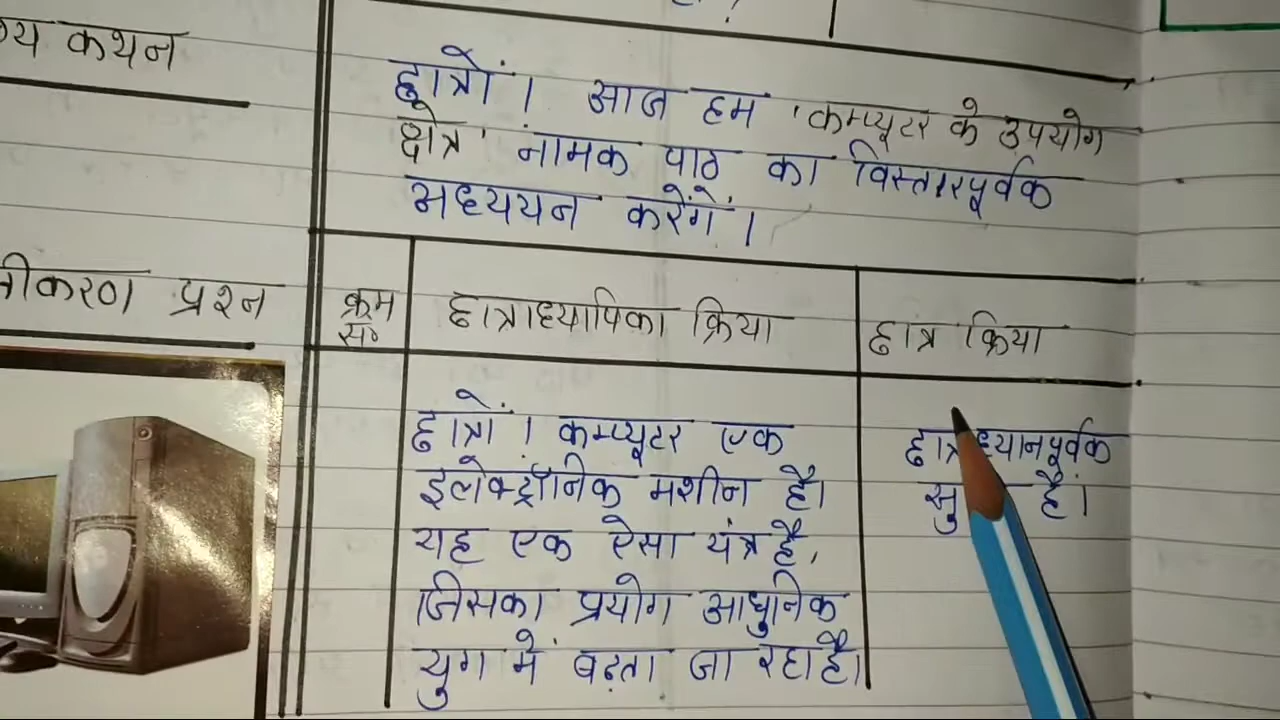 कथन
छात्रों ! आज हम 'कम्प्यूटर के उपयोग
क्षेत्र' नामक पाठ का विस्तारपूर्वक
अध्ययन करेंगें ।
प्रश्न
क्रम सं०
छात्राध्यापिका क्रिया
छात्र क्रिया
छात्रों ! कम्प्यूटर एक
इलेक्ट्रॉनिक मशीन है।
यह एक ऐसा यंत्र है,
जिसका प्रयोग आधुनिक
युग में बढ़ता जा रहा है।
छात्र ध्यानपूर्वक
है।